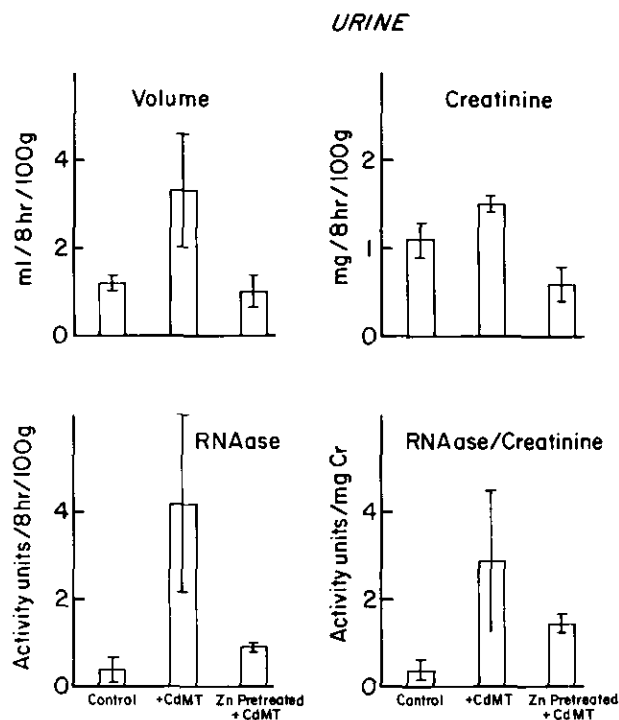 URINE
Volume
ml/8hr/100g
4
2
0
Creatinine
mg/8hr/100g
2
1
0
RNAase
Activity units/8hr/100g
4
2
0
Control
+CdMT
Zn Pretreated
+CdMT
RNAase/Creatinine
Activity units/mg Cr
4
2
0
Control
+CdMT
Zn Pretreated
+CdMT